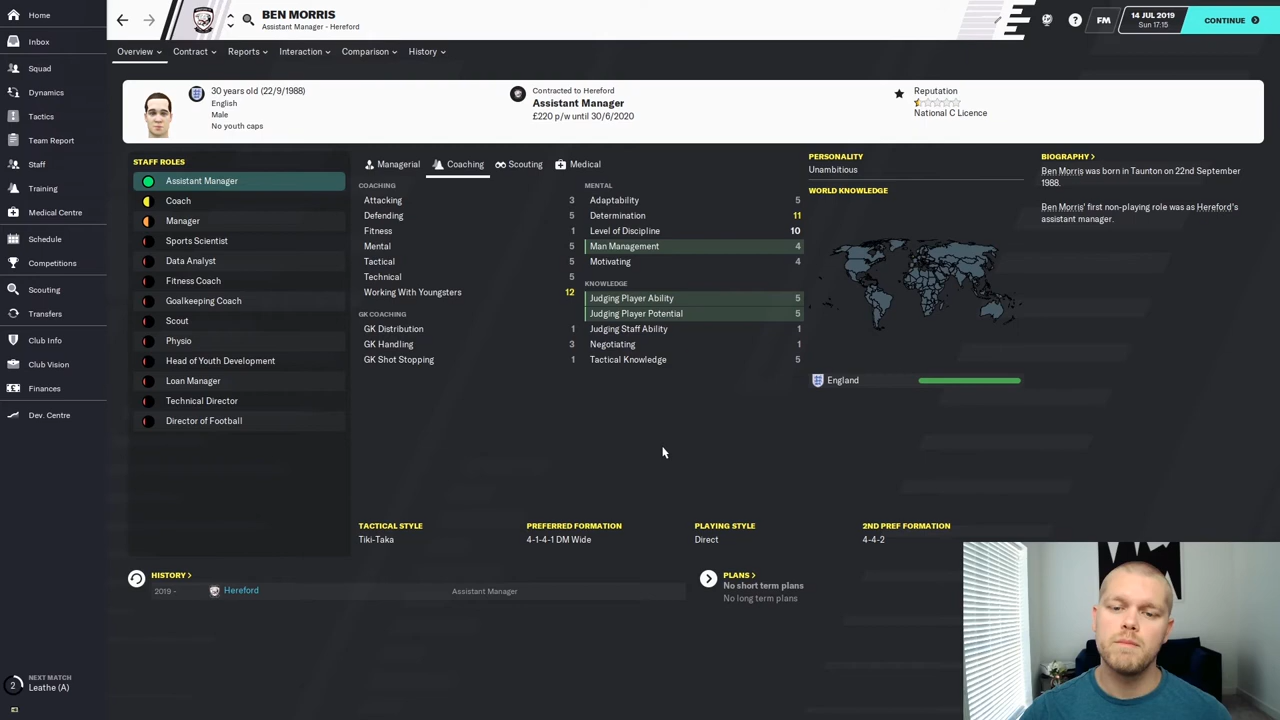 Home
Inbox
Squad
Dynamics
Tactics
Team Report
Staff
Training
Medical Centre
Schedule
Competitions
Scouting
Transfers
Club Info
Club Vision
Finances
Dev. Centre
2
NEXT MATCH
Leathe (A)
BEN MORRIS
Assistant Manager - Hereford
?
FM
14 JUL 2019
Sun 17:15
CONTINUE
Overview
Contract
Reports
Interaction
Comparison
History
30 years old (22/9/1988)
English
Male
No youth caps
Contracted to Hereford
Assistant Manager
£220 p/w until 30/6/2020
Reputation
National C Licence
STAFF ROLES
Assistant Manager
Coach
Manager
Sports Scientist
Data Analyst
Fitness Coach
Goalkeeping Coach
Scout
Physio
Head of Youth Development
Loan Manager
Technical Director
Director of Football
Managerial
Coaching
Scouting
Medical
COACHING
Attacking 3
Defending 5
Fitness 1
Mental 5
Tactical 5
Technical 5
Working With Youngsters 12
GK COACHING
GK Distribution 1
GK Handling 3
GK Shot Stopping 1
MENTAL
Adaptability 5
Determination 11
Level of Discipline 10
Man Management 4
Motivating 4
KNOWLEDGE
Judging Player Ability 5
Judging Player Potential 5
Judging Staff Ability 1
Negotiating 1
Tactical Knowledge 5
PERSONALITY
Unambitious
WORLD KNOWLEDGE
England
BIOGRAPHY >
Ben Morris was born in Taunton on 22nd September
1988.
Ben Morris' first non-playing role was as Hereford's
assistant manager.
TACTICAL STYLE
Tiki-Taka
PREFERRED FORMATION
4-1-4-1 DM Wide
PLAYING STYLE
Direct
2ND PREF FORMATION
4-4-2
HISTORY >
2019 - Hereford Assistant Manager
PLANS >
No short term plans
No long term plans